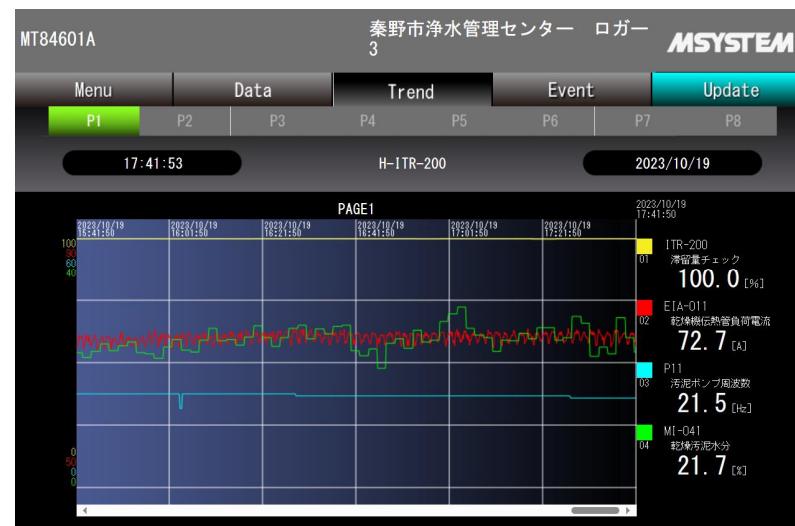 MT84601A
秦野市浄水管理センター ロガー
3
MSYSTEM
Menu Data Trend Event Update
P1 P2 P3 P4 P5 P6 P7 P8
17:41:53 H-ITR-200 2023/10/19
PAGE1
2023/10/19
17:41:50
2023/10/19 2023/10/19 2023/10/19 2023/10/19 2023/10/19 2023/10/19
15:41:50 16:01:50 16:21:50 16:41:50 17:01:50 17:21:50
100
90
60
40
0
50
0
0
ITR-200
01 滞留量チェック
100.0 [%]
EIA-011
02 乾燥機伝熱管負荷電流
72.7 [A]
P11
03 汚泥ポンプ周波数
21.5 [Hz]
MI-041
04 乾燥汚泥水分
21.7 [%]